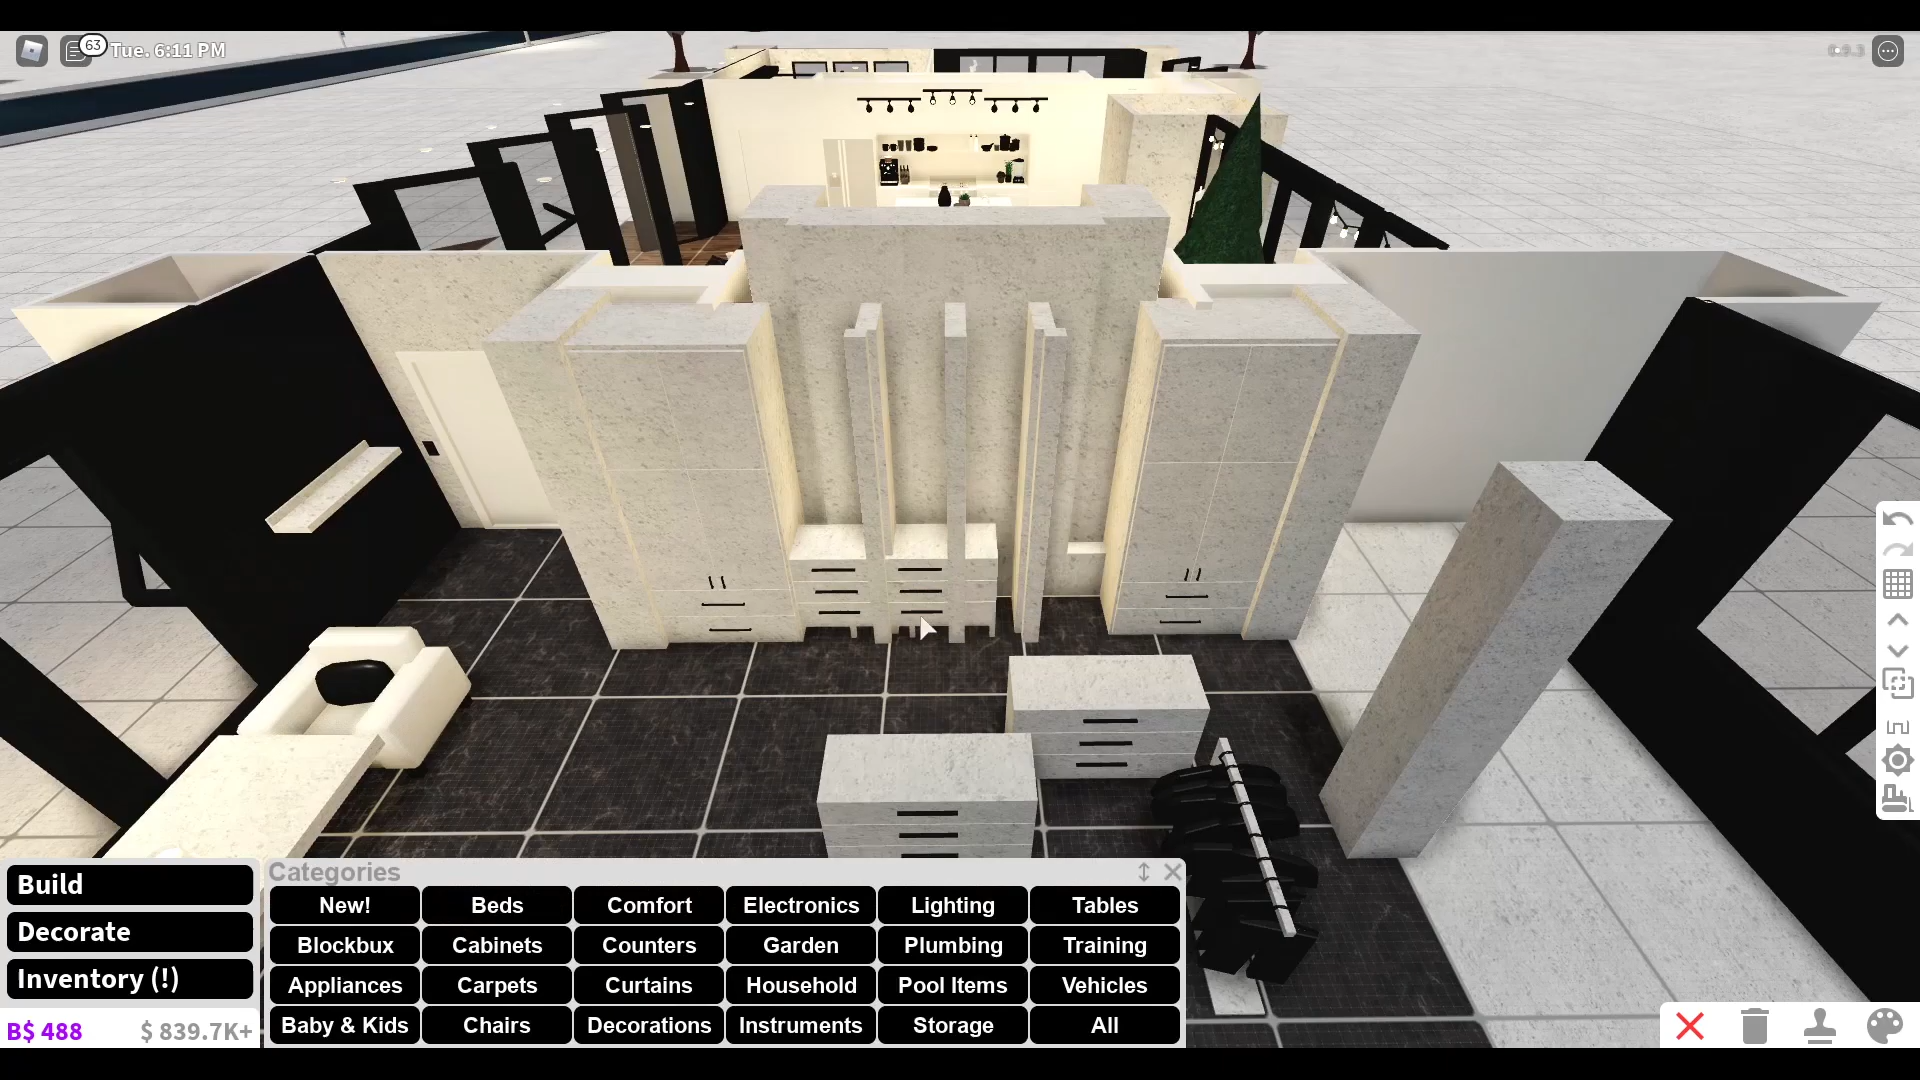 63
Tue. 6:11 PM
Build
Decorate
Inventory (!)
B$ 488
$ 839.7K+
Categories
New!
Beds
Comfort
Electronics
Lighting
Tables
Blockbux
Cabinets
Counters
Garden
Plumbing
Training
Appliances
Carpets
Curtains
Household
Pool Items
Vehicles
Baby & Kids
Chairs
Decorations
Instruments
Storage
All